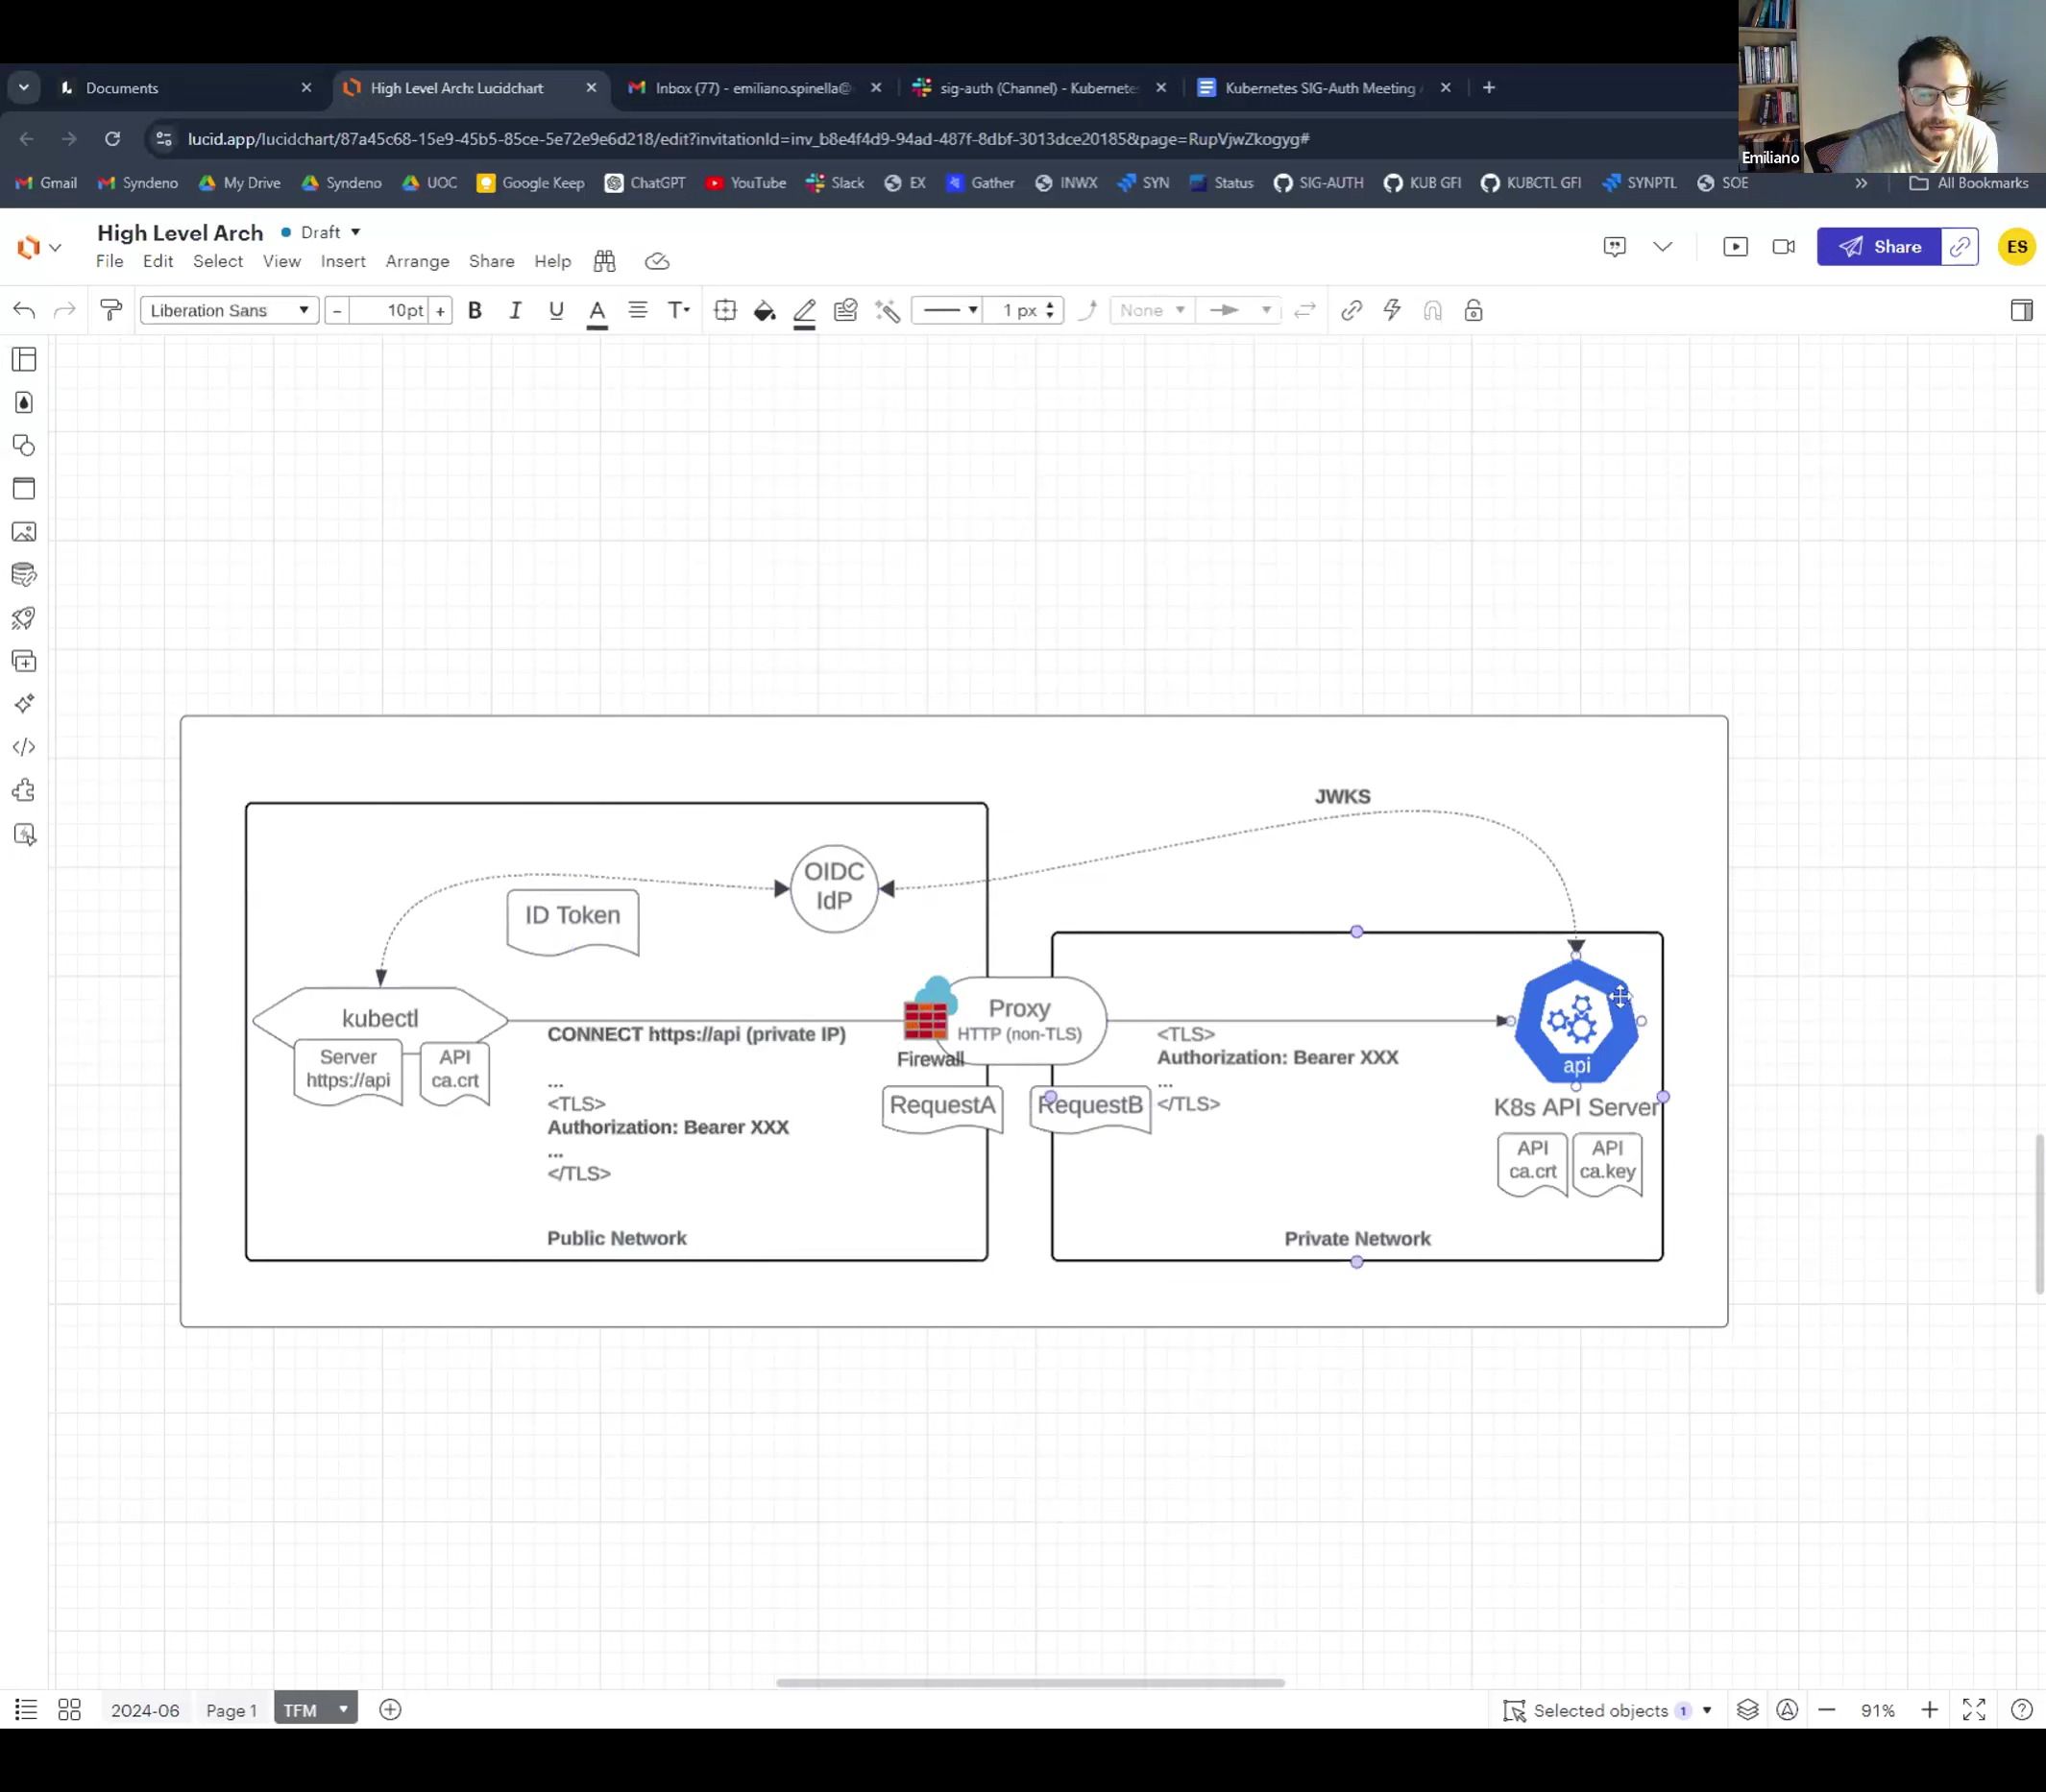 Documents
High Level Arch: Lucidchart
Inbox (77) - emiliano.spinella@
sig-auth (Channel) - Kubernete
Kubernetes SIG-Auth Meeting
lucid.app/lucidchart/87a45c68-15e9-45b5-85ce-5e72e9e6d218/edit?invitationId=inv_b8e4f4d9-94ad-487f-8dbf-3013dce20185&page=RupVjwZkogyg#
Emiliano
Gmail
Syndeno
My Drive
Syndeno
UOC
Google Keep
ChatGPT
YouTube
Slack
EX
Gather
INWX
SYN
Status
SIG-AUTH
KUB GFI
KUBCTL GFI
SYNPTL
SOE
All Bookmarks
High Level Arch
Draft
File Edit Select View Insert Arrange Share Help
Share
ES
Liberation Sans
- 10pt +
B I U A T
1 px
None
JWKS
OIDC
IdP
ID Token
kubectl
Server
https://api
API
ca.crt
CONNECT https://api (private IP)
...
<TLS>
Authorization: Bearer XXX
...
</TLS>
Public Network
Firewall
Proxy
HTTP (non-TLS)
RequestA
RequestB
<TLS>
Authorization: Bearer XXX
...
</TLS>
api
K8s API Server
API
ca.crt
API
ca.key
Private Network
2024-06
Page 1
TFM
Selected objects 1
91%